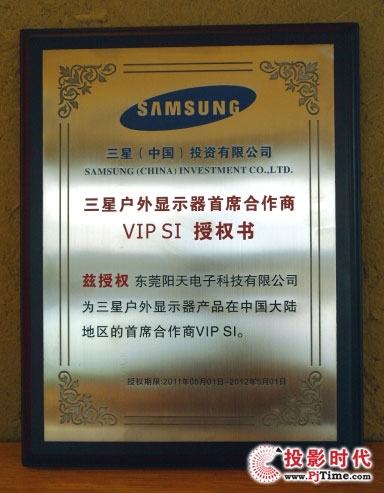 SAMSUNG
三星（中国）投资有限公司
SAMSUNG (CHINA) INVESTMENT CO.,LTD.
三星户外显示器首席合作商
VIP SI 授权书
兹授权 东莞阳天电子科技有限公司
为三星户外显示器产品在中国大陆
地区的首席合作商VIP SI。
授权期限:2011年05月01日~2012年5月01日
投影时代
www.PjTime.com